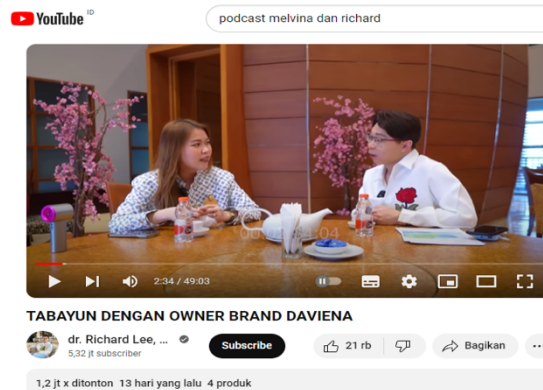 YouTube ID
podcast melvina dan richard
2:34 / 49:03
TABAYUN DENGAN OWNER BRAND DAVIENA
dr. Richard Lee, ...
5,32 jt subscriber
Subscribe
21 rb
Bagikan
1,2 jt x ditonton 13 hari yang lalu 4 produk